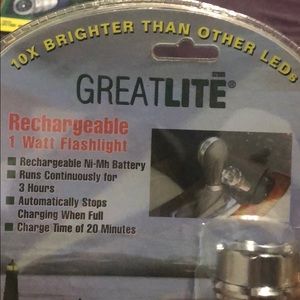 10X BRIGHTER THAN OTHER LEDs
GREATLITE®
Rechargeable
1 Watt Flashlight
Rechargeable Ni-Mh Battery
Runs Continuously for
3 Hours
Automatically Stops
Charging When Full
Charge Time of 20 Minutes